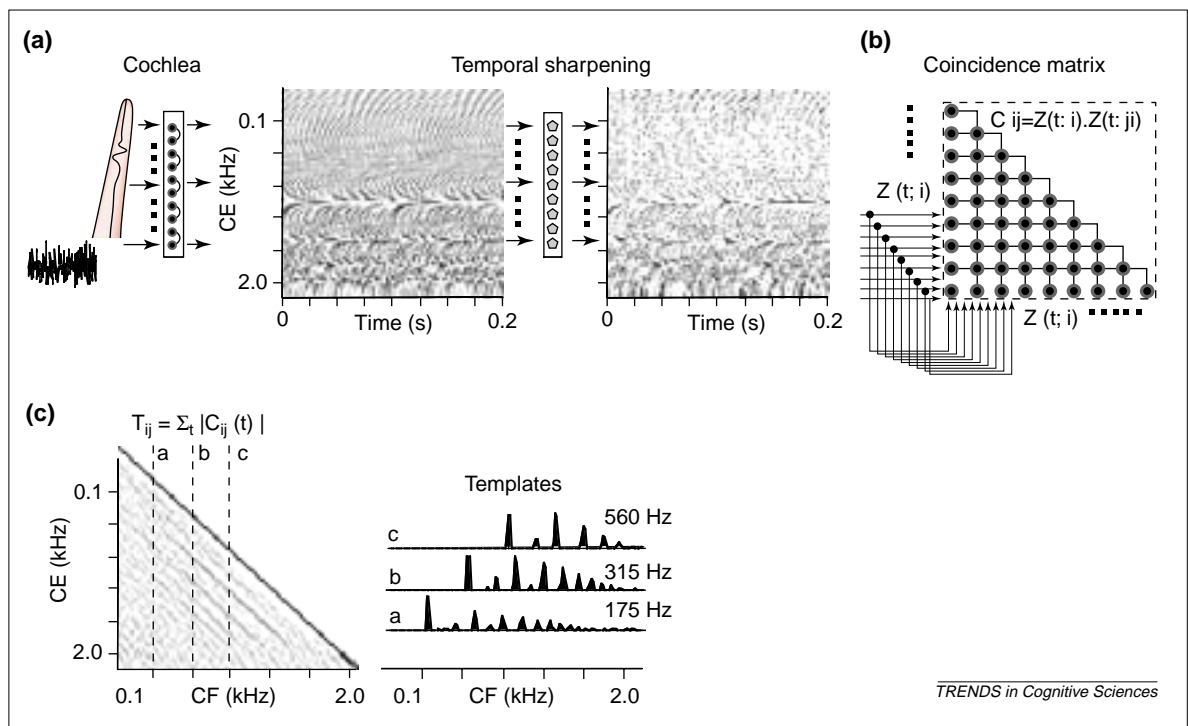 (a)
Cochlea
Temporal sharpening
CE (kHz)
0.1
2.0
0
Time (s)
0.2
0
Time (s)
0.2
(b)
Coincidence matrix
C ij=Z(t: i).Z(t: ji)
Z (t; i)
Z (t; i)
(c)
T_ij = Σ_t |C_ij (t) |
a b c
CE (kHz)
0.1
2.0
0.1 CF (kHz) 2.0
Templates
c 560 Hz
b 315 Hz
a 175 Hz
0.1 CF (kHz) 2.0
TRENDS in Cognitive Sciences